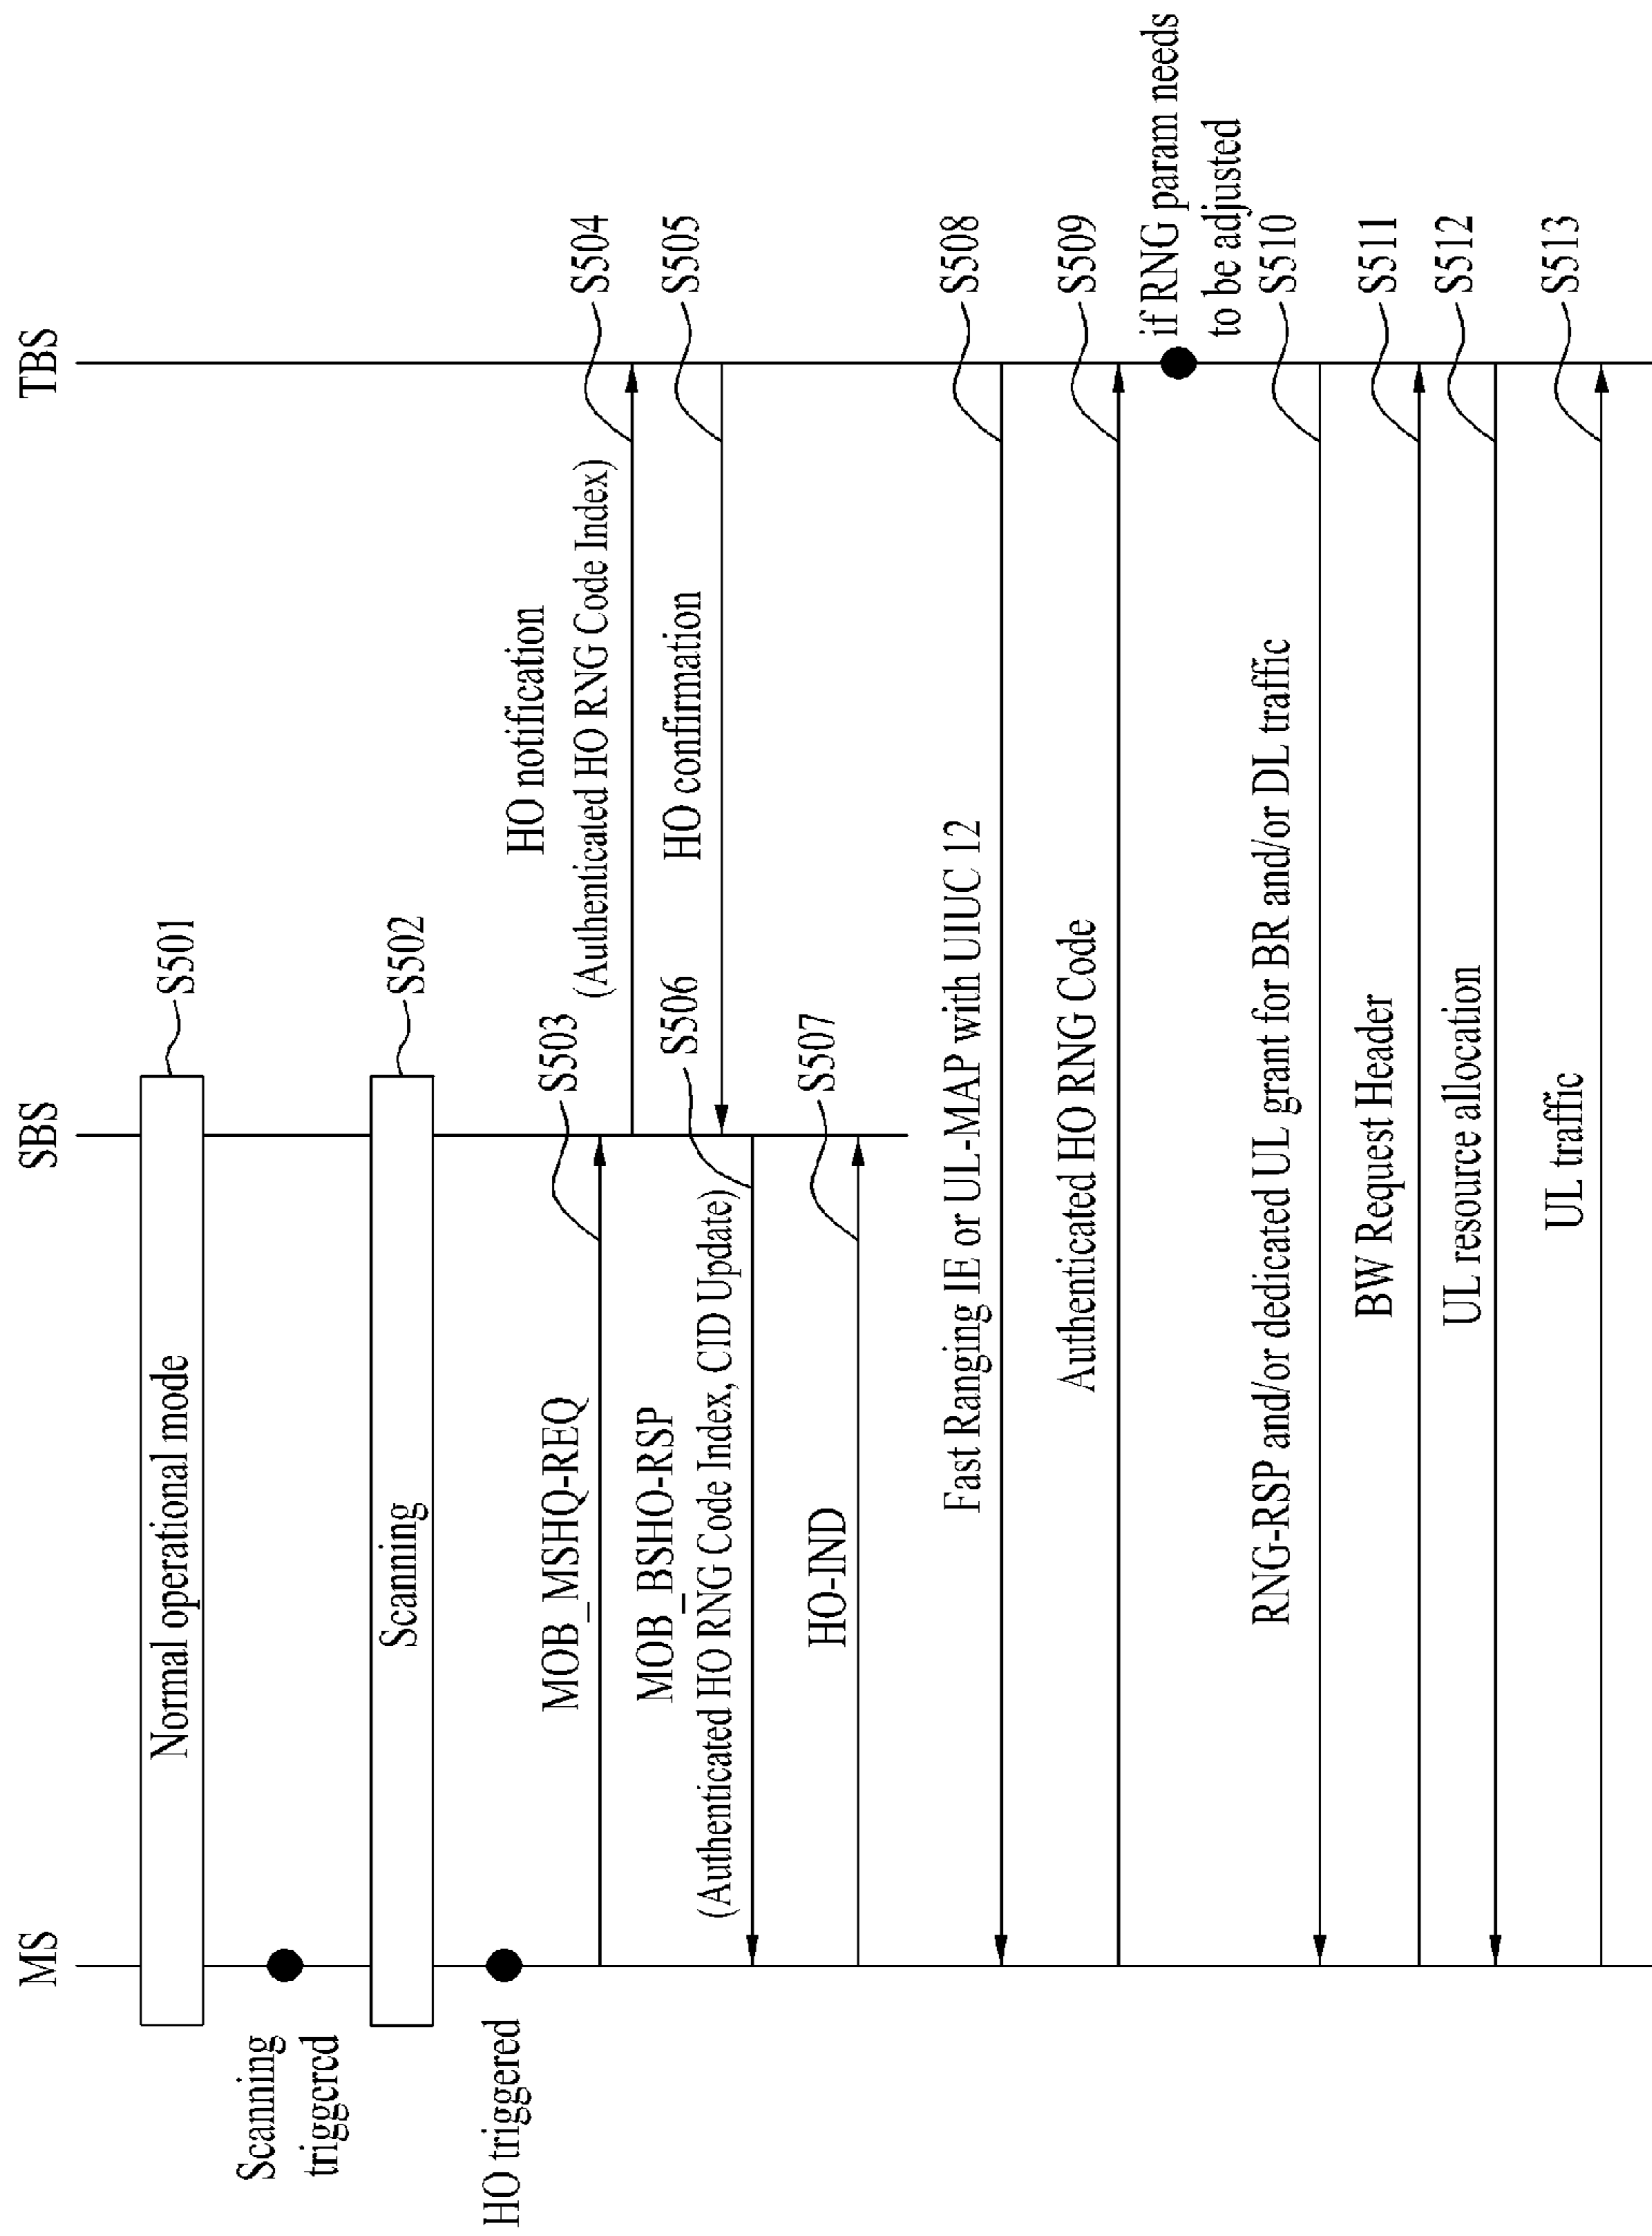 MS
SBS
TBS
Normal operational mode
S501
Scanning
triggered
Scanning
S502
HO triggered
MOB_MSHQ-REQ
S503
HO notification
(Authenticated HO RNG Code Index)
S504
HO confirmation
S505
MOB_BSHO-RSP
(Authenticated HO RNG Code Index, CID Update)
S506
HO-IND
S507
Fast Ranging IE or UL-MAP with UIUC 12
S508
Authenticated HO RNG Code
S509
if RNG param needs
to be adjusted
RNG-RSP and/or dedicated UL grant for BR and/or DL traffic
S510
BW Request Header
S511
UL resource allocation
S512
UL traffic
S513